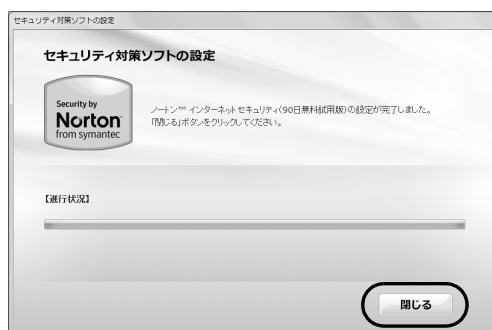 セキュリティ対策ソフトの設定
セキュリティ対策ソフトの設定
Security by
Norton
from symantec
ノートン™ インターネットセキュリティ(90日無料試用版)の設定が完了しました。
「閉じる」ボタンをクリックしてください。
【進行状況】
閉じる